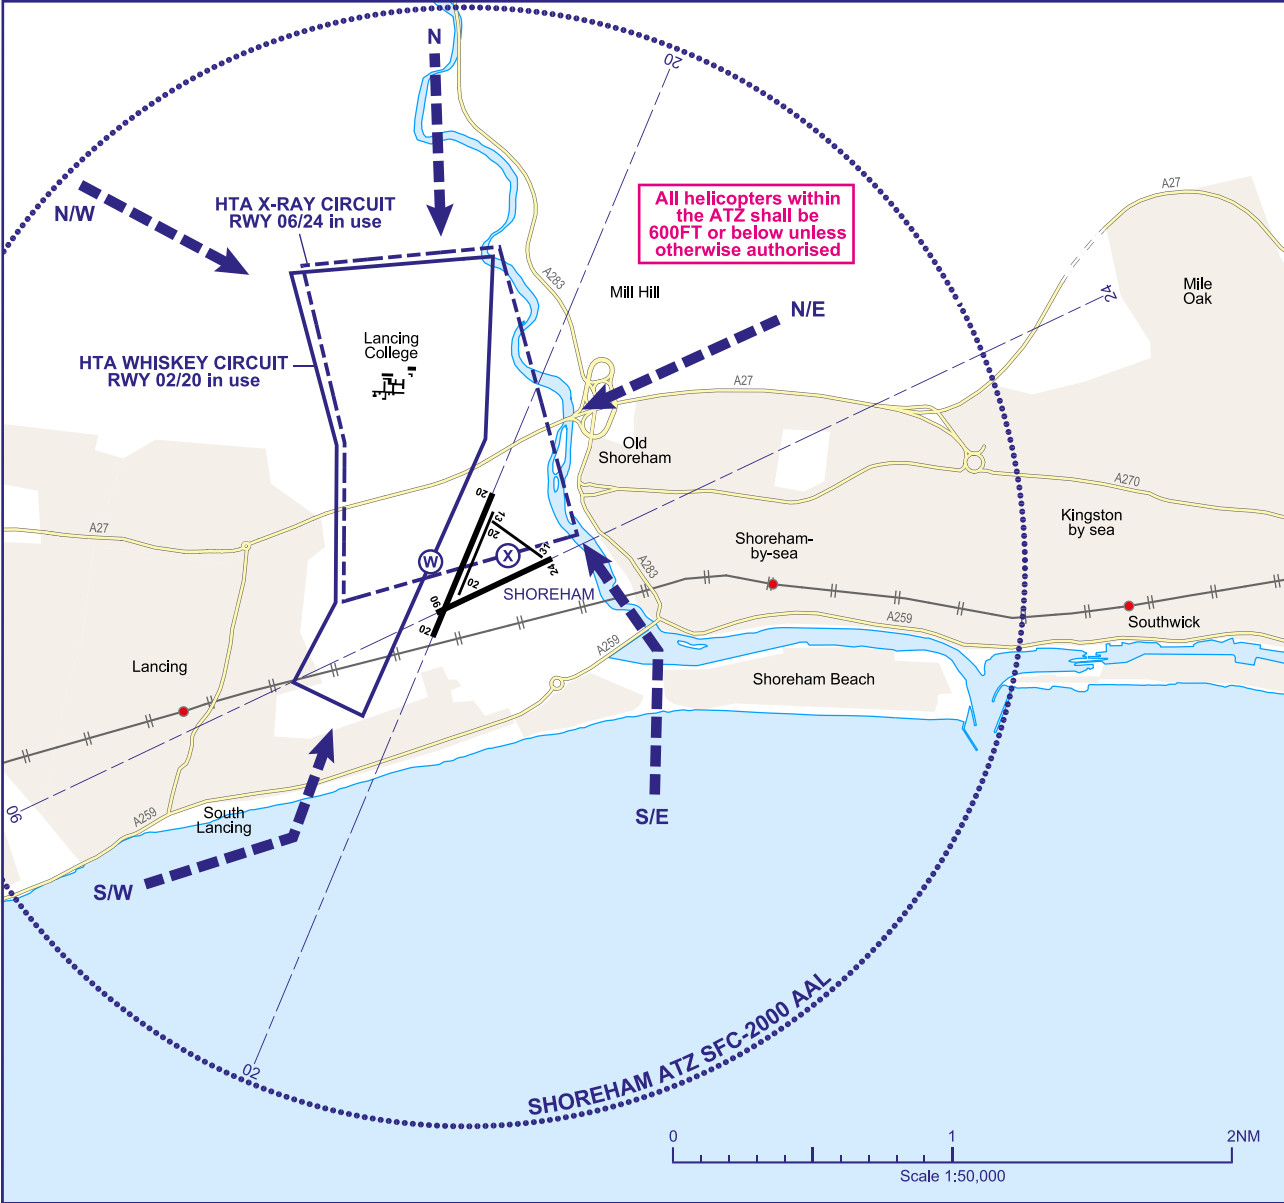 N
20
N/W
HTA X-RAY CIRCUIT
RWY 06/24 in use
All helicopters within
the ATZ shall be
600FT or below unless
otherwise authorised
A27
A283
Mill Hill
24
Mile
Oak
N/E
Lancing
College
HTA WHISKEY CIRCUIT
RWY 02/20 in use
A27
Old
Shoreham
A270
20
13
20
Kingston
by sea
A27
Shoreham-
by-sea
W
X
31
24
A283
02
SHOREHAM
06
02
A259
Southwick
A259
Lancing
Shoreham Beach
06
A259
South
Lancing
S/E
S/W
02
SHOREHAM ATZ SFC-2000 AAL
0
1
2NM
Scale 1:50,000